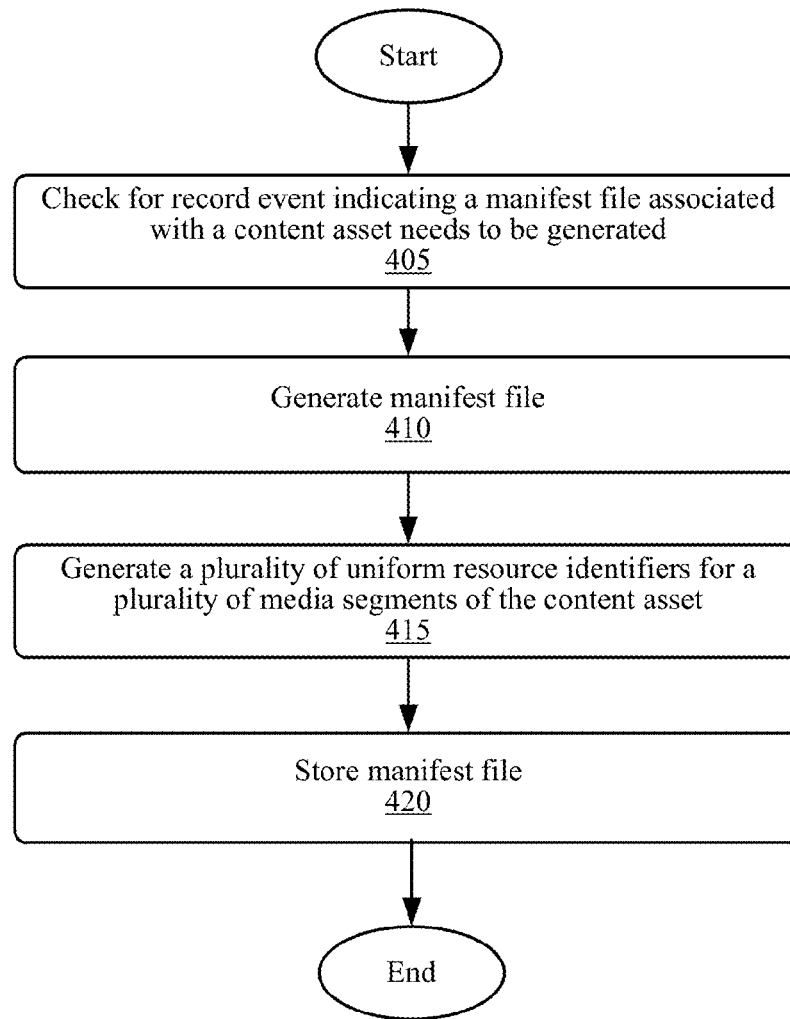 Start
Check for record event indicating a manifest file associated
with a content asset needs to be generated
405
Generate manifest file
410
Generate a plurality of uniform resource identifiers for a
plurality of media segments of the content asset
415
Store manifest file
420
End